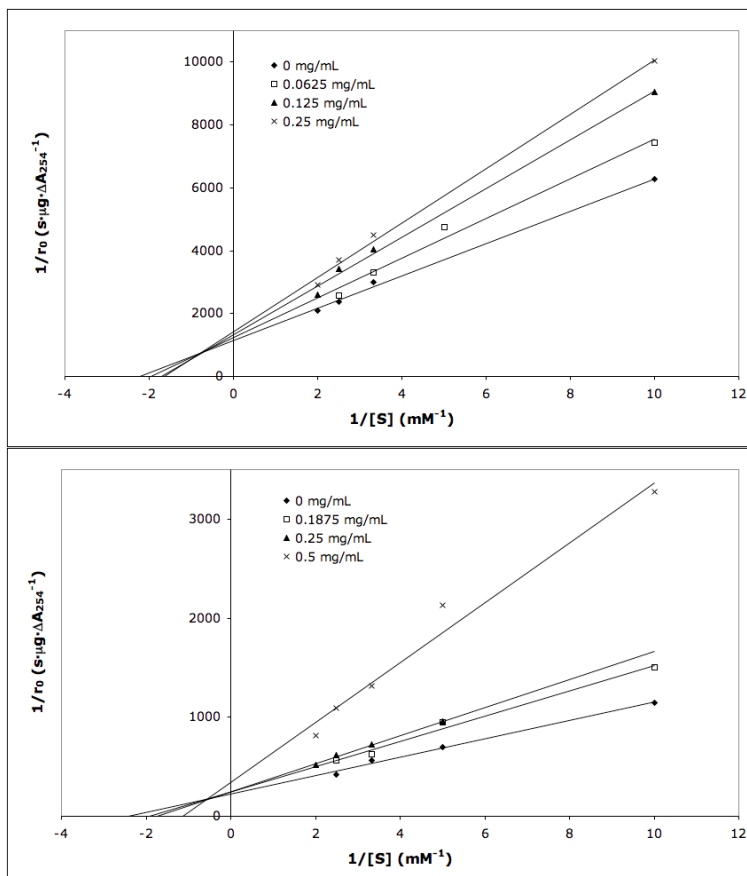 10000
8000
6000
4000
2000
0
◆ 0 mg/mL
□ 0.0625 mg/mL
▲ 0.125 mg/mL
× 0.25 mg/mL
1/r₀ (s·µg·ΔA₂₅₄⁻¹)
-4 -2 0 2 4 6 8 10 12
1/[S] (mM⁻¹)
3000
2000
1000
0
◆ 0 mg/mL
□ 0.1875 mg/mL
▲ 0.25 mg/mL
× 0.5 mg/mL
1/r₀ (s·µg·ΔA₂₅₄⁻¹)
-4 -2 0 2 4 6 8 10 12
1/[S] (mM⁻¹)